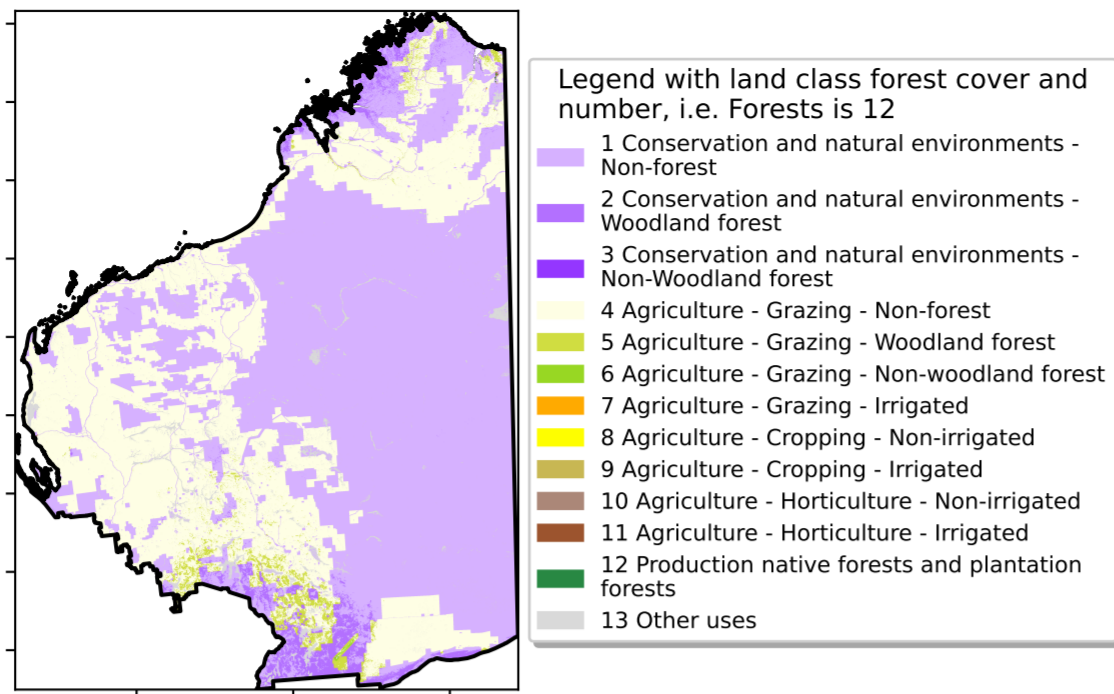 Legend with land class forest cover and
number, i.e. Forests is 12
1 Conservation and natural environments -
Non-forest
2 Conservation and natural environments -
Woodland forest
3 Conservation and natural environments -
Non-Woodland forest
4 Agriculture - Grazing - Non-forest
5 Agriculture - Grazing - Woodland forest
6 Agriculture - Grazing - Non-woodland forest
7 Agriculture - Grazing - Irrigated
8 Agriculture - Cropping - Non-irrigated
9 Agriculture - Cropping - Irrigated
10 Agriculture - Horticulture - Non-irrigated
11 Agriculture - Horticulture - Irrigated
12 Production native forests and plantation
forests
13 Other uses